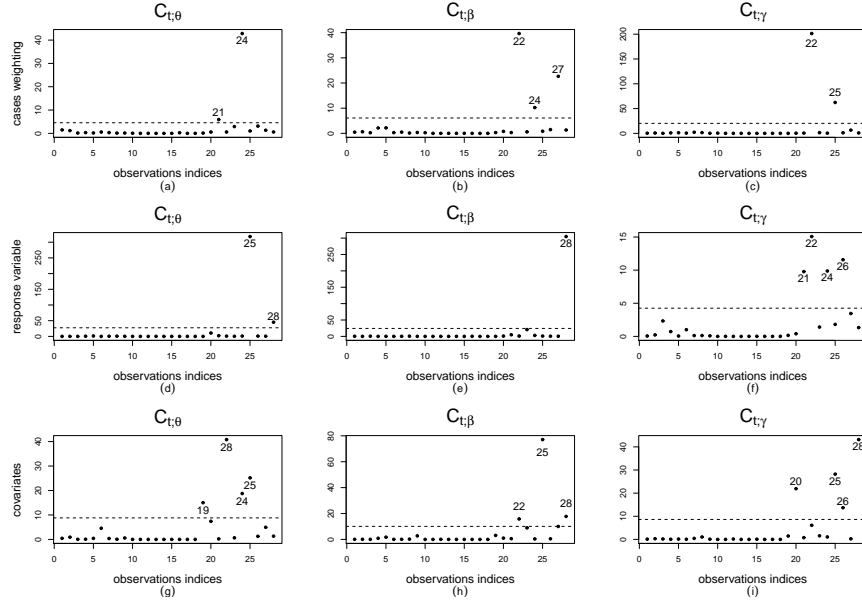 C_{t;θ} C_{t;β} C_{t;γ}
cases weighting
0 10 20 30 40
24
21
0 5 10 15 20 25
observations indices
(a)
0 10 20 30 40
22
27
24
0 5 10 15 20 25
observations indices
(b)
0 50 100 150 200
22
25
0 5 10 15 20 25
observations indices
(c)
C_{t;θ} C_{t;β} C_{t;γ}
response variable
0 50 150 250
25
28
0 5 10 15 20 25
observations indices
(d)
0 50 150 250
28
0 5 10 15 20 25
observations indices
(e)
0 5 10 15
22
26
21 24
0 5 10 15 20 25
observations indices
(f)
C_{t;θ} C_{t;β} C_{t;γ}
covariates
0 10 20 30 40
28
25
24
19
0 5 10 15 20 25
observations indices
(g)
0 20 40 60 80
25
28
22
0 5 10 15 20 25
observations indices
(h)
0 10 20 30 40
28
25
20
26
0 5 10 15 20 25
observations indices
(i)